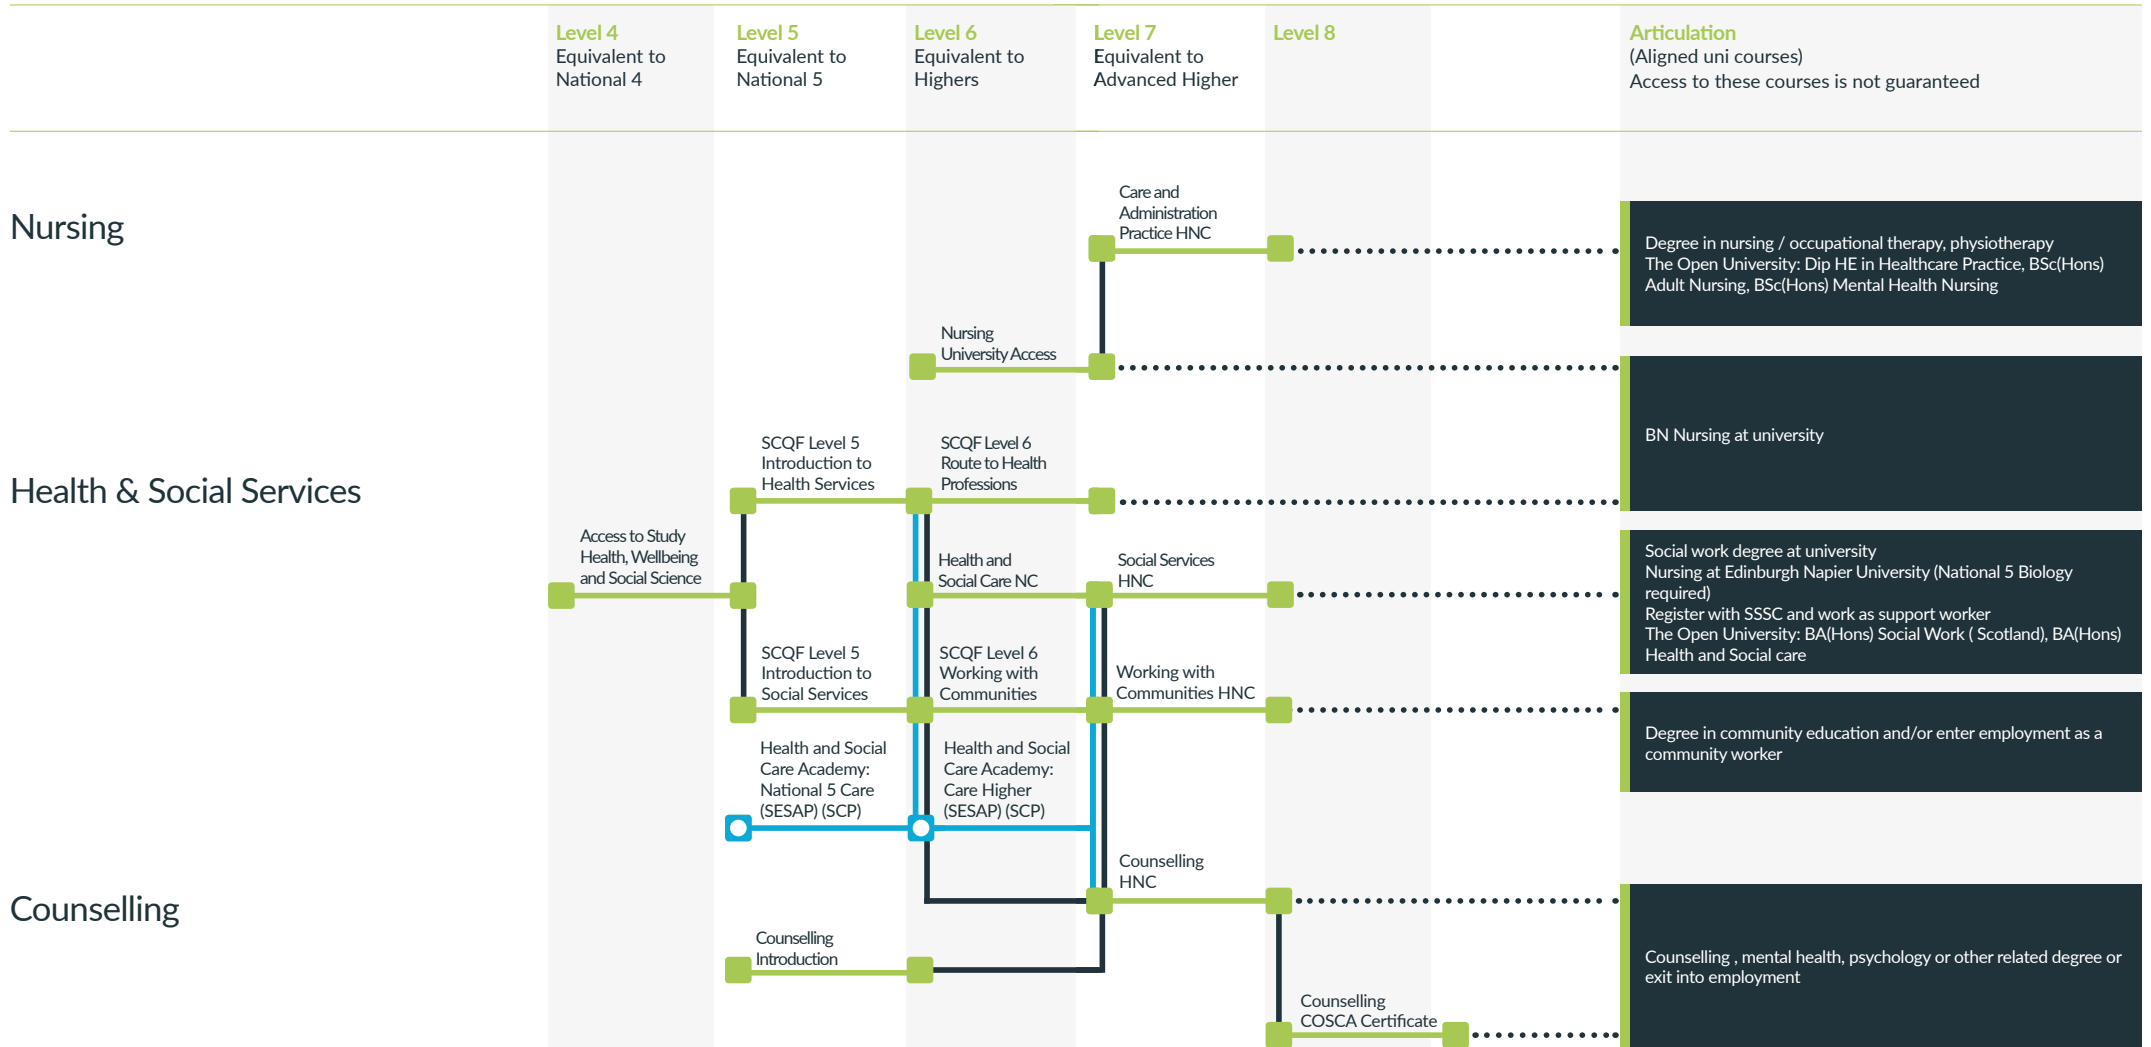 Level 4
Equivalent to
National 4
Level 5
Equivalent to
National 5
Level 6
Equivalent to
Highers
Level 7
Equivalent to
Advanced Higher
Level 8
Articulation
(Aligned uni courses)
Access to these courses is not guaranteed
Nursing
Care and
Administration
Practice HNC
Degree in nursing / occupational therapy, physiotherapy
The Open University: Dip HE in Healthcare Practice, BSc(Hons)
Adult Nursing, BSc(Hons) Mental Health Nursing
Nursing
University Access
BN Nursing at university
Health & Social Services
SCQF Level 5
Introduction to
Health Services
SCQF Level 6
Route to Health
Professions
Access to Study
Health, Wellbeing
and Social Science
Health and
Social Care NC
Social Services
HNC
Social work degree at university
Nursing at Edinburgh Napier University (National 5 Biology
required)
Register with SSSC and work as support worker
The Open University: BA(Hons) Social Work ( Scotland), BA(Hons)
Health and Social care
SCQF Level 5
Introduction to
Social Services
SCQF Level 6
Working with
Communities
Working with
Communities HNC
Degree in community education and/or enter employment as a
community worker
Health and Social
Care Academy:
National 5 Care
(SESAP) (SCP)
Health and Social
Care Academy:
Care Higher
(SESAP) (SCP)
Counselling
Counselling
HNC
Counselling
Introduction
Counselling , mental health, psychology or other related degree or
exit into employment
Counselling
COSCA Certificate